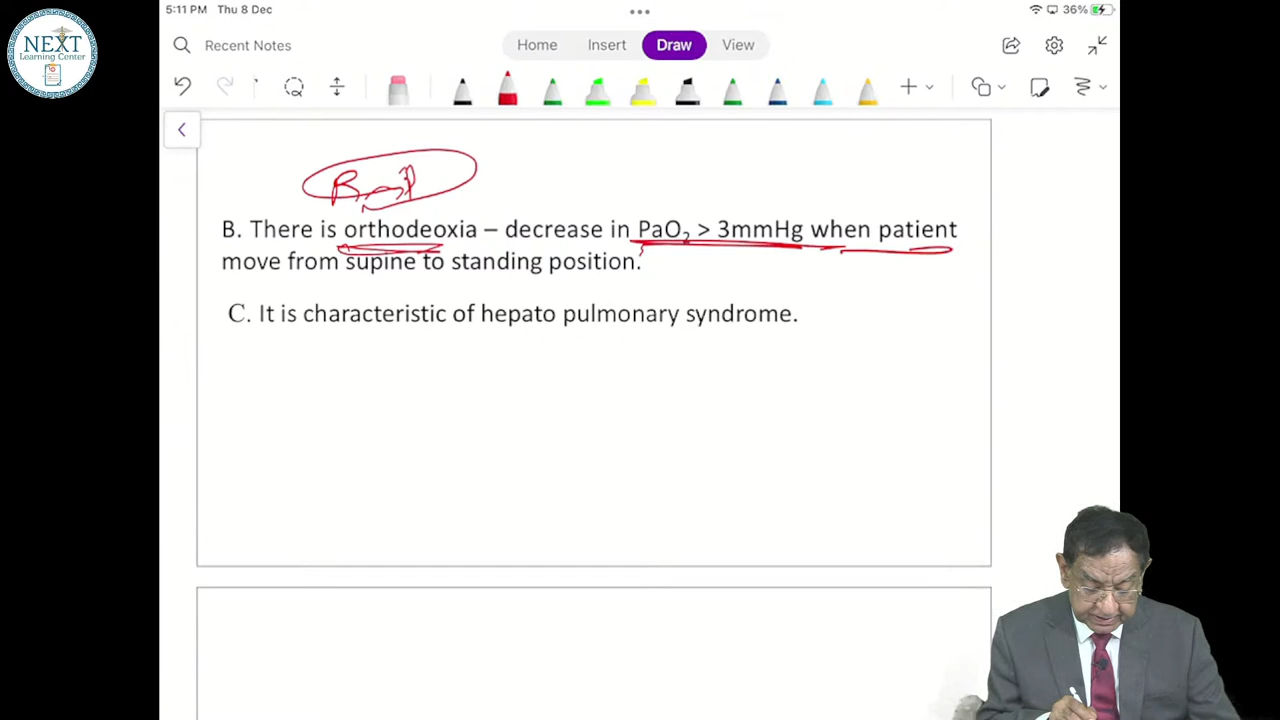 5:11 PM Thu 8 Dec
36%
NEXT
Learning Center
Recent Notes
Home Insert Draw View
B. There is orthodeoxia – decrease in PaO₂ > 3mmHg when patient
move from supine to standing position.
C. It is characteristic of hepato pulmonary syndrome.